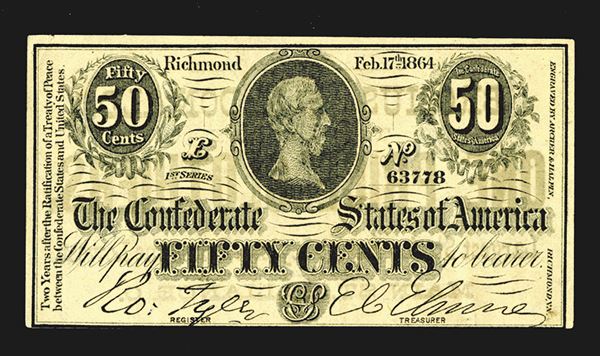 Two Years after the Ratification of a Treaty of Peace
between the Confederate States and United States.
Fifty
50
Cents
Richmond
Feb. 17th 1864
The Confederate
50
States America
1ST SERIES
No
63778
The Confederate States of America
Will pay FIFTY CENTS to bearer.
Ro. Tyler
REGISTER
E C Elmore
TREASURER
ENGRAVED BY ARCHER & HALPIN, RICHMOND, VA.